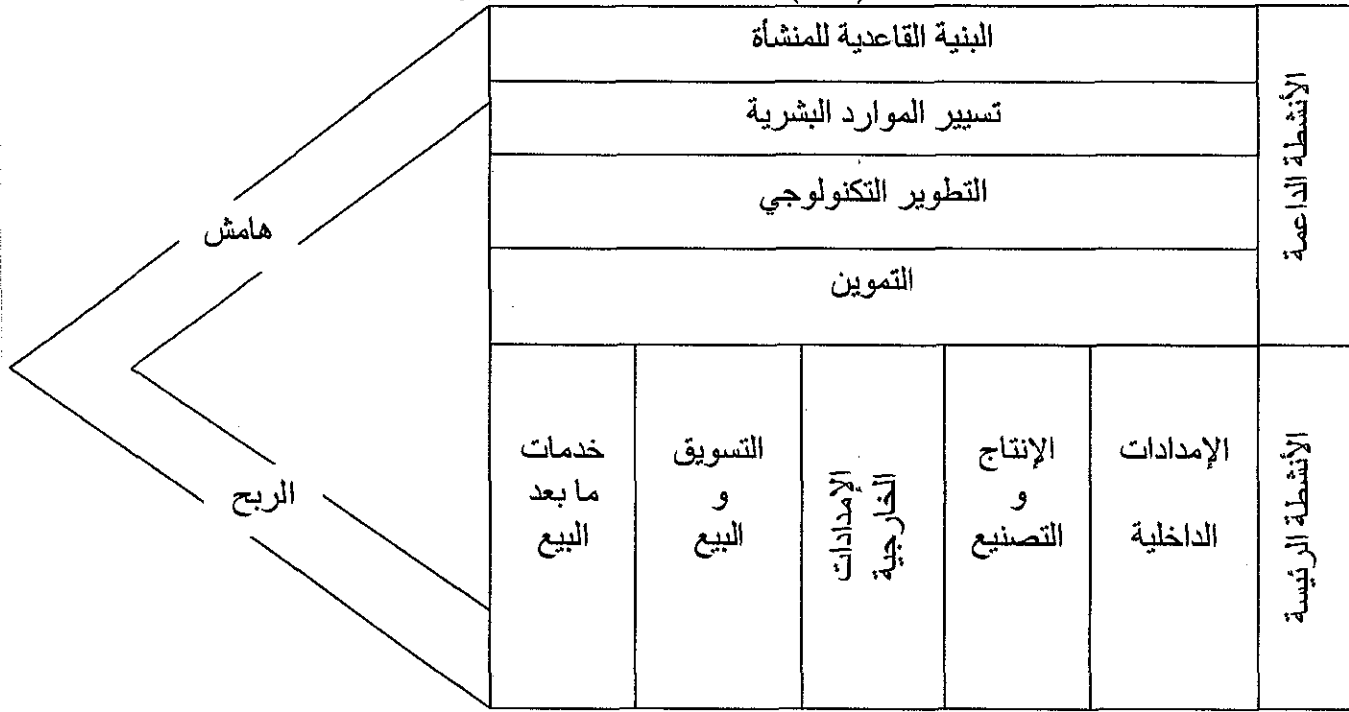 البنية القاعدية للمنشأة
تسيير الموارد البشرية
التطوير التكنولوجي
التموين
الأنشطة الداعمة
هامش
الربح
الأنشطة الرئيسة
الإمدادات
الداخلية
الإنتاج
و
التصنيع
الإمدادات
الخارجية
التسويق
و
البيع
خدمات
ما بعد
البيع